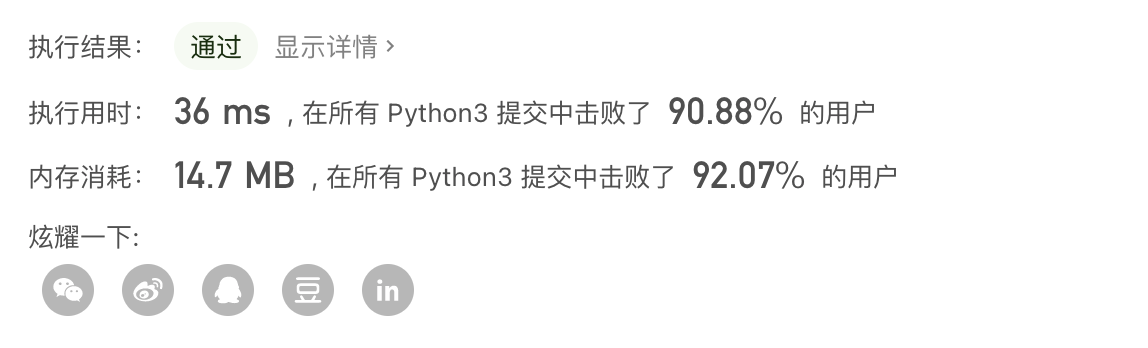 执行结果： 通过 显示详情 ›
执行用时： 36 ms ，在所有 Python3 提交中击败了 90.88% 的用户
内存消耗： 14.7 MB ，在所有 Python3 提交中击败了 92.07% 的用户
炫耀一下:
豆 in